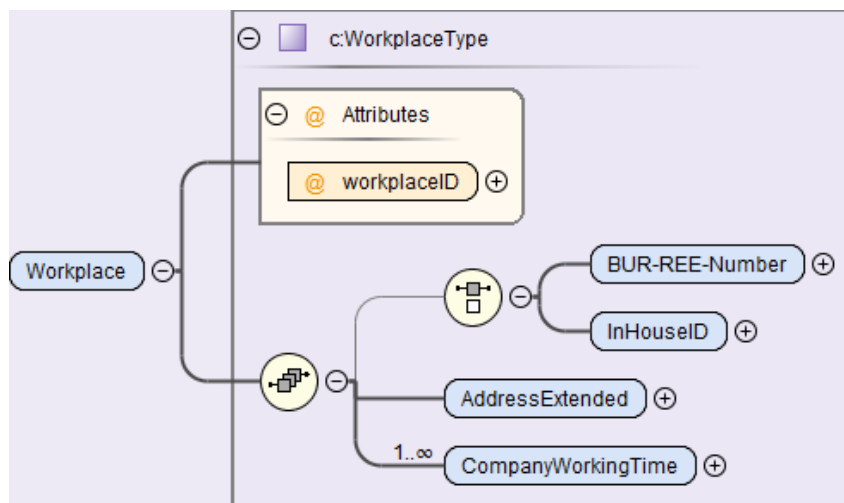 c:WorkplaceType
@ Attributes
@ workplaceID
Workplace
BUR-REE-Number
InHouseID
AddressExtended
1..∞
CompanyWorkingTime